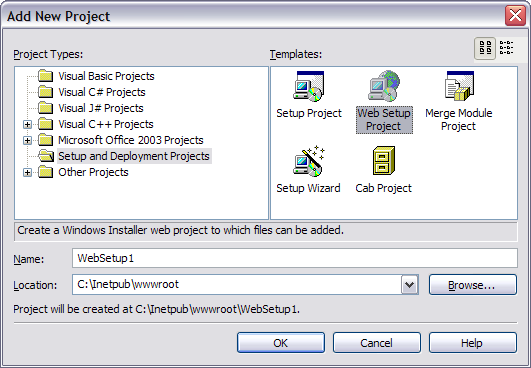 Add New Project
Project Types:
Templates:
Visual Basic Projects
Visual C# Projects
Visual J# Projects
Visual C++ Projects
Microsoft Office 2003 Projects
Setup and Deployment Projects
Other Projects
Setup Project
Web Setup
Project
Merge Module
Project
Setup Wizard
Cab Project
Create a Windows Installer web project to which files can be added.
Name:
WebSetup1
Location:
C:\Inetpub\wwwroot
Browse...
Project will be created at C:\Inetpub\wwwroot\WebSetup1.
OK
Cancel
Help